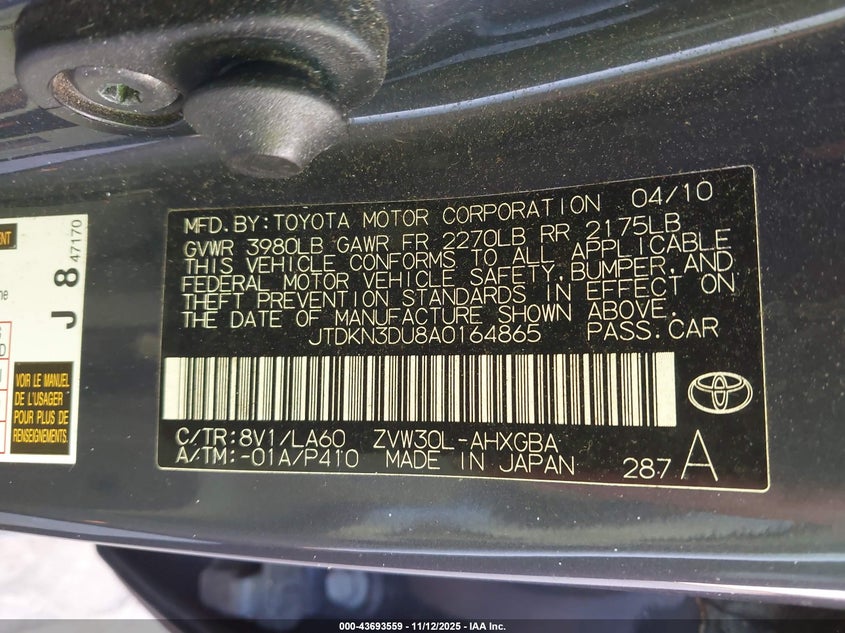 MFD. BY: TOYOTA MOTOR CORPORATION 04/10
GVWR 3980LB GAWR FR 2270LB RR 2175LB
THIS VEHICLE CONFORMS TO ALL APPLICABLE
FEDERAL MOTOR VEHICLE SAFETY, BUMPER, AND
THEFT PREVENTION STANDARDS IN EFFECT ON
THE DATE OF MANUFACTURE SHOWN ABOVE.
JTDKN3DU8A0164865 PASS. CAR
C/TR: 8V1/LA60 ZVW30L-AHXGBA
A/TM: -01A/P410 MADE IN JAPAN 287 A
J 8 47170
VOIR LE MANUEL
DE L'USAGER
POUR PLUS DE
RENSEIGNEMENTS.
000-43693559 - 11/12/2025 - IAA Inc.